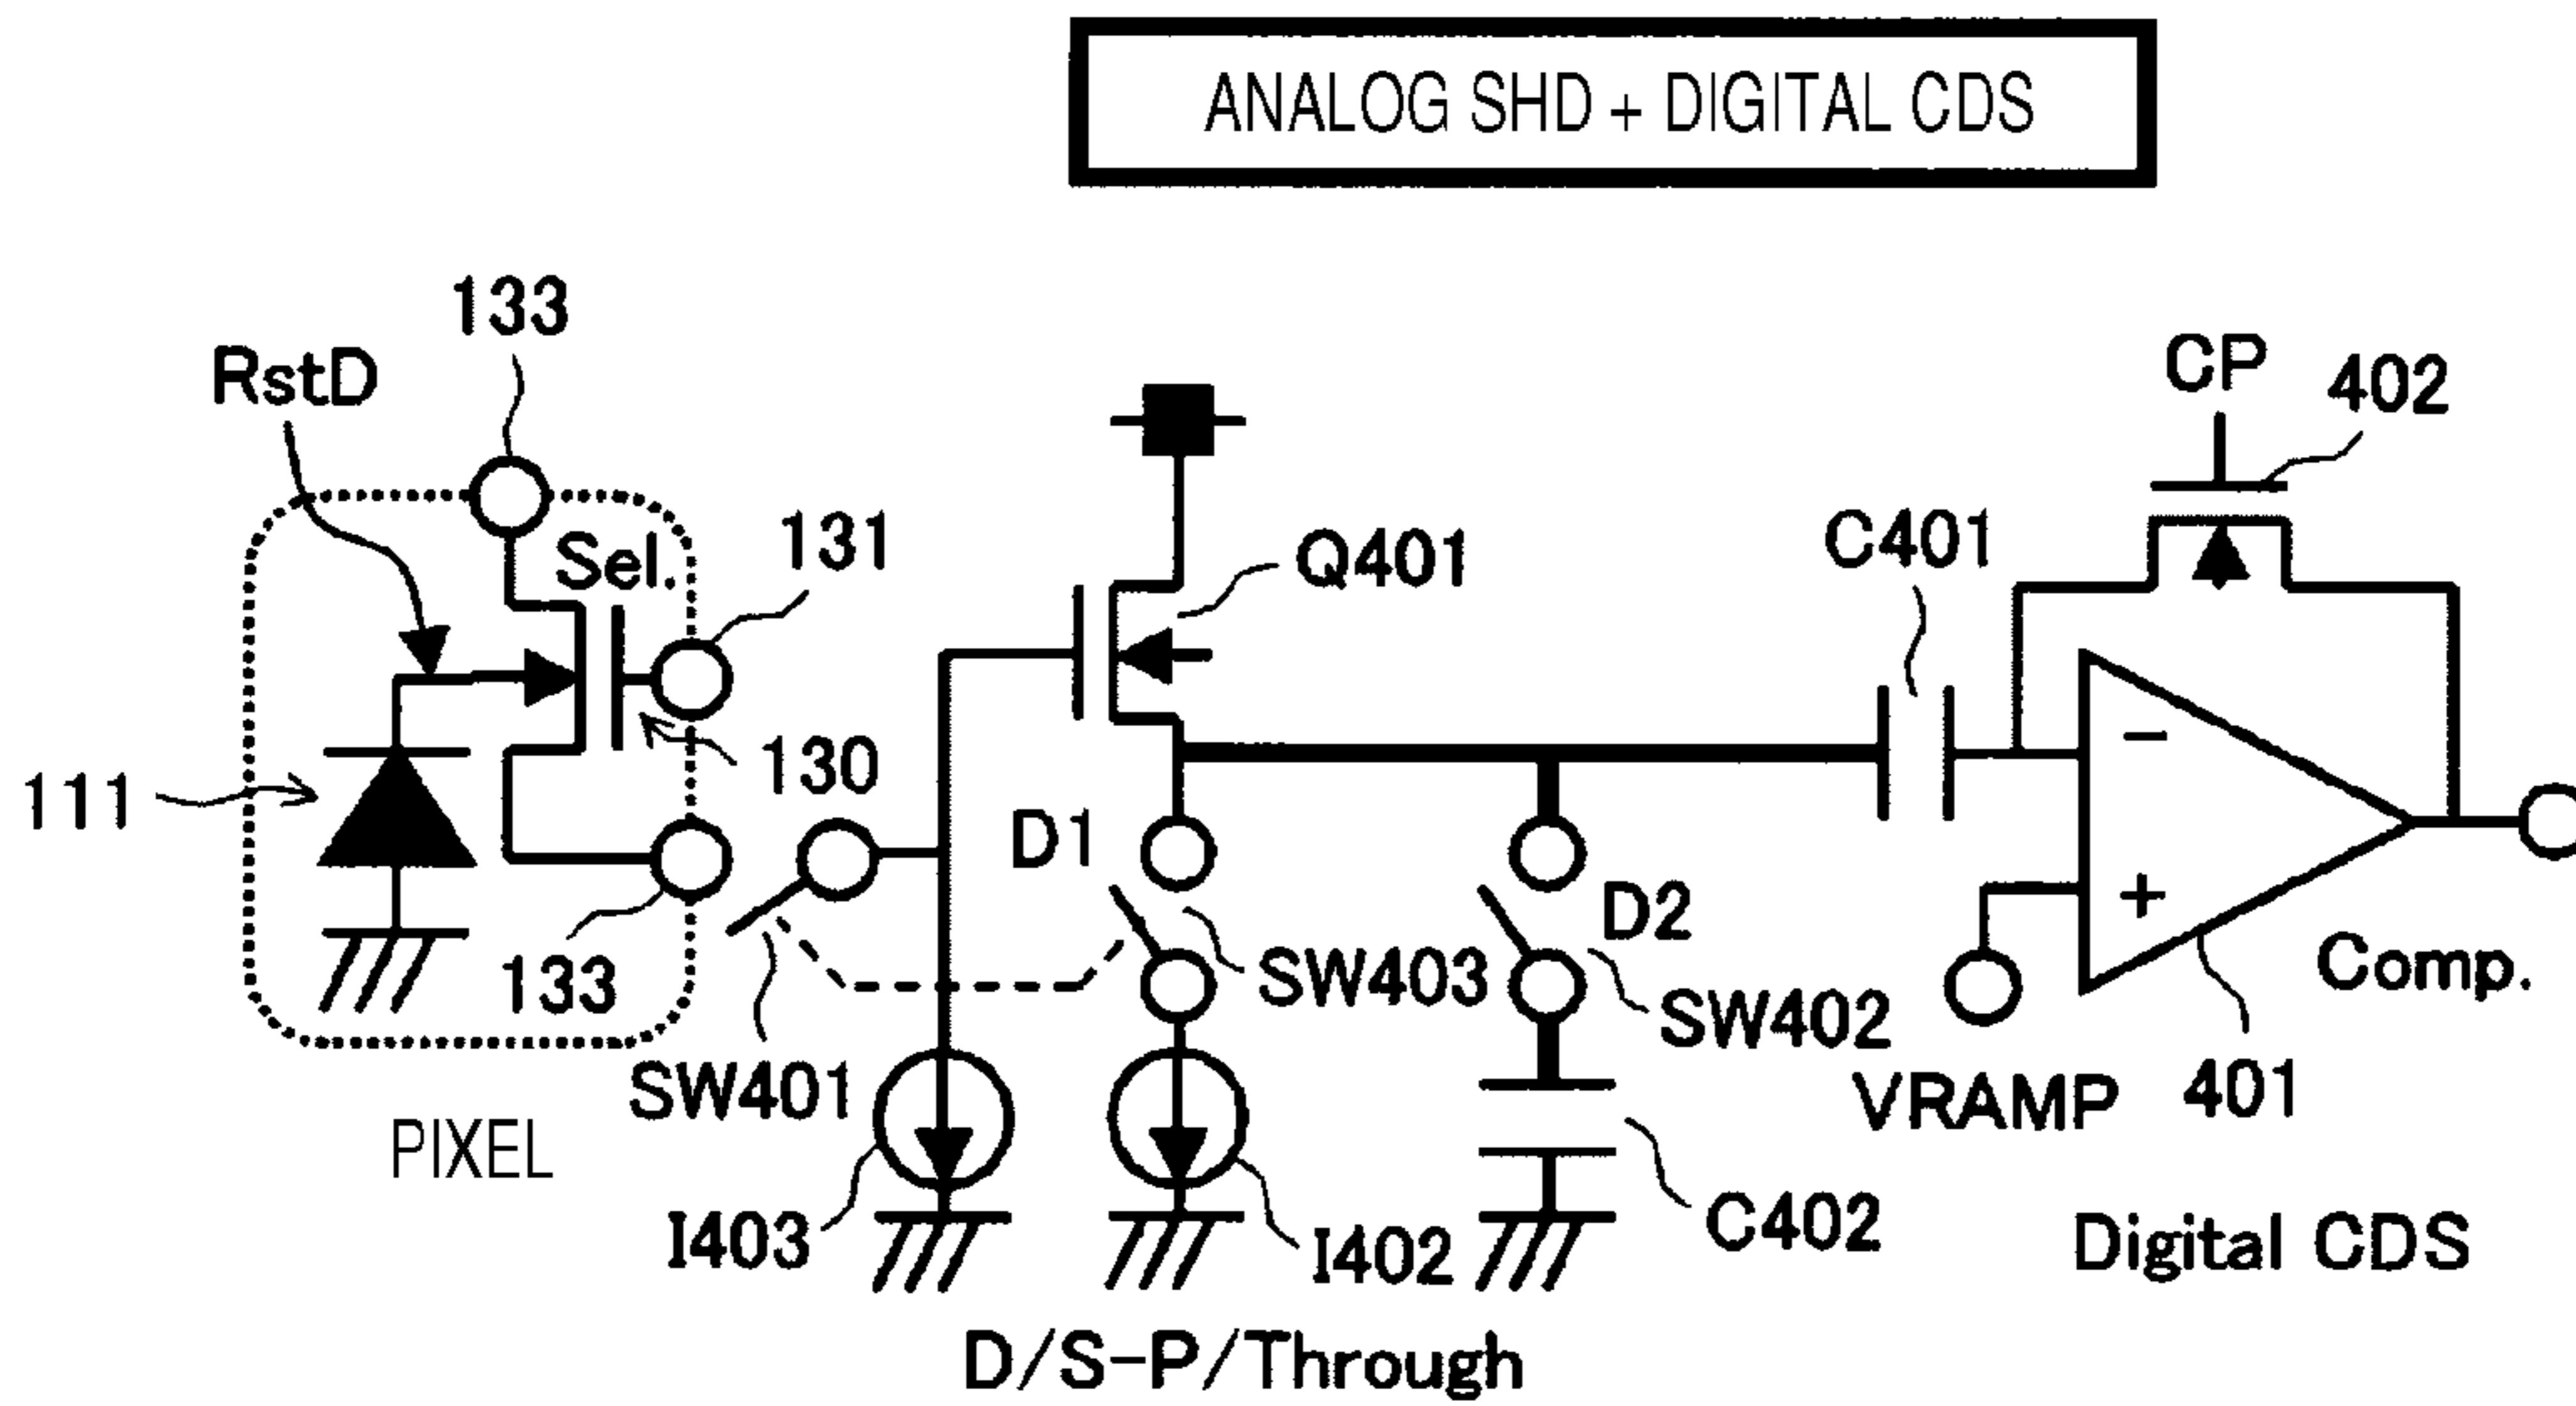 ANALOG SHD + DIGITAL CDS
133
RstD
CP
402
Sel.
131
Q401
C401
-
111
130
D1
D2
+
133
SW403
SW402
Comp.
SW401
VRAMP
401
PIXEL
I403
I402
C402
Digital CDS
D/S-P/Through